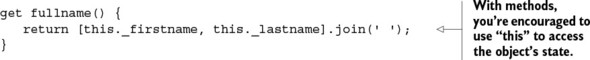 get fullname() {
return [this._firstname, this._lastname].join(' ');
}
With methods,
you're encouraged to
use “this” to access
the object's state.